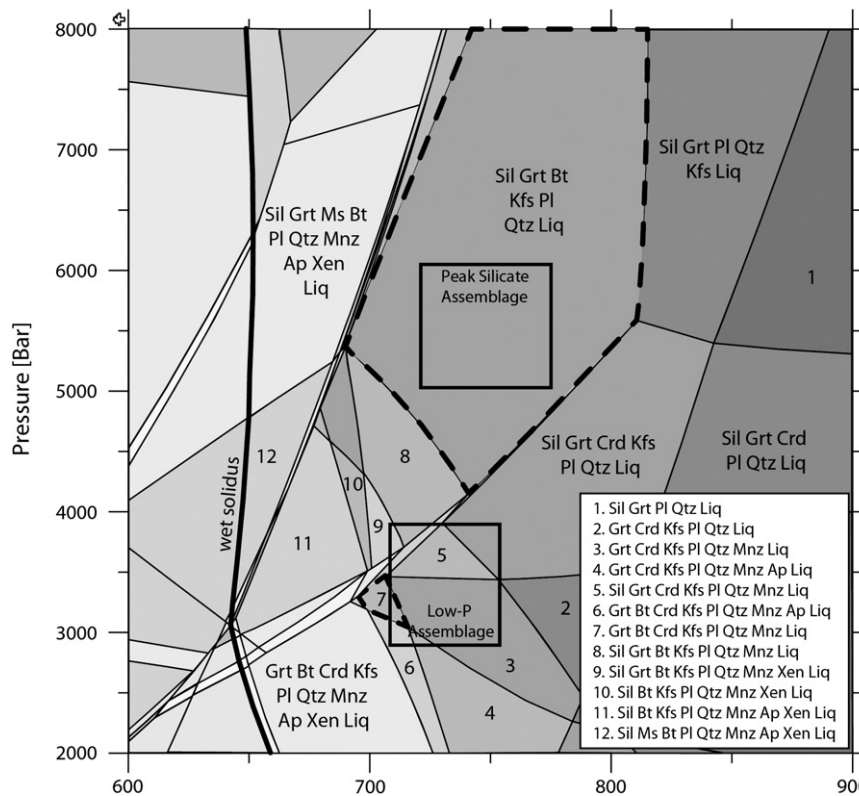 8000
7000
6000
5000
4000
3000
2000
Pressure [Bar]
600
700
800
900
wet solidus
Sil Grt Ms Bt
Pl Qtz Mnz
Ap Xen
Liq
Sil Grt Bt
Kfs Pl
Qtz Liq
Sil Grt Pl Qtz
Kfs Liq
1
Peak Silicate
Assemblage
Sil Grt Crd Kfs
Pl Qtz Liq
Sil Grt Crd
Pl Qtz Liq
12
8
10
9
11
5
7
Low-P
Assemblage
2
3
6
4
Grt Bt Crd Kfs
Pl Qtz Mnz
Ap Xen Liq
1. Sil Grt Pl Qtz Liq
2. Grt Crd Kfs Pl Qtz Liq
3. Grt Crd Kfs Pl Qtz Mnz Liq
4. Grt Crd Kfs Pl Qtz Mnz Ap Liq
5. Sil Grt Crd Kfs Pl Qtz Mnz Liq
6. Grt Bt Crd Kfs Pl Qtz Mnz Ap Liq
7. Grt Bt Crd Kfs Pl Qtz Mnz Liq
8. Sil Grt Bt Kfs Pl Qtz Mnz Liq
9. Sil Grt Bt Kfs Pl Qtz Mnz Xen Liq
10. Sil Bt Kfs Pl Qtz Mnz Xen Liq
11. Sil Bt Kfs Pl Qtz Mnz Ap Xen Liq
12. Sil Ms Bt Pl Qtz Mnz Ap Xen Liq